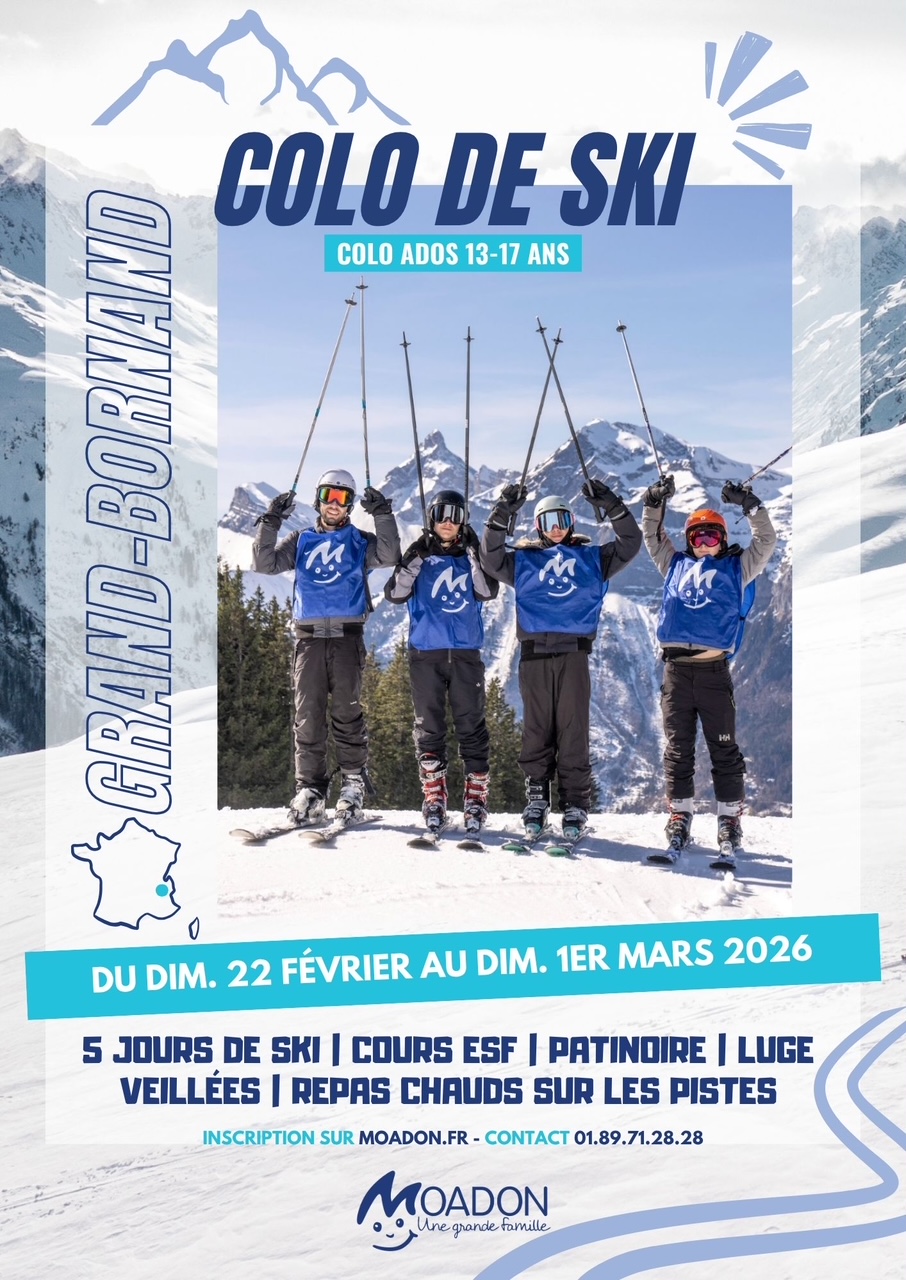 COLO DE SKI
COLO ADOS 13-17 ANS
GRAND-BORNAND
DU DIM. 22 FÉVRIER AU DIM. 1ER MARS 2026
5 JOURS DE SKI | COURS ESF | PATINOIRE | LUGE
VEILLÉES | REPAS CHAUDS SUR LES PISTES
INSCRIPTION SUR MOADON.FR - CONTACT 01.89.71.28.28
MOADON
Une grande famille